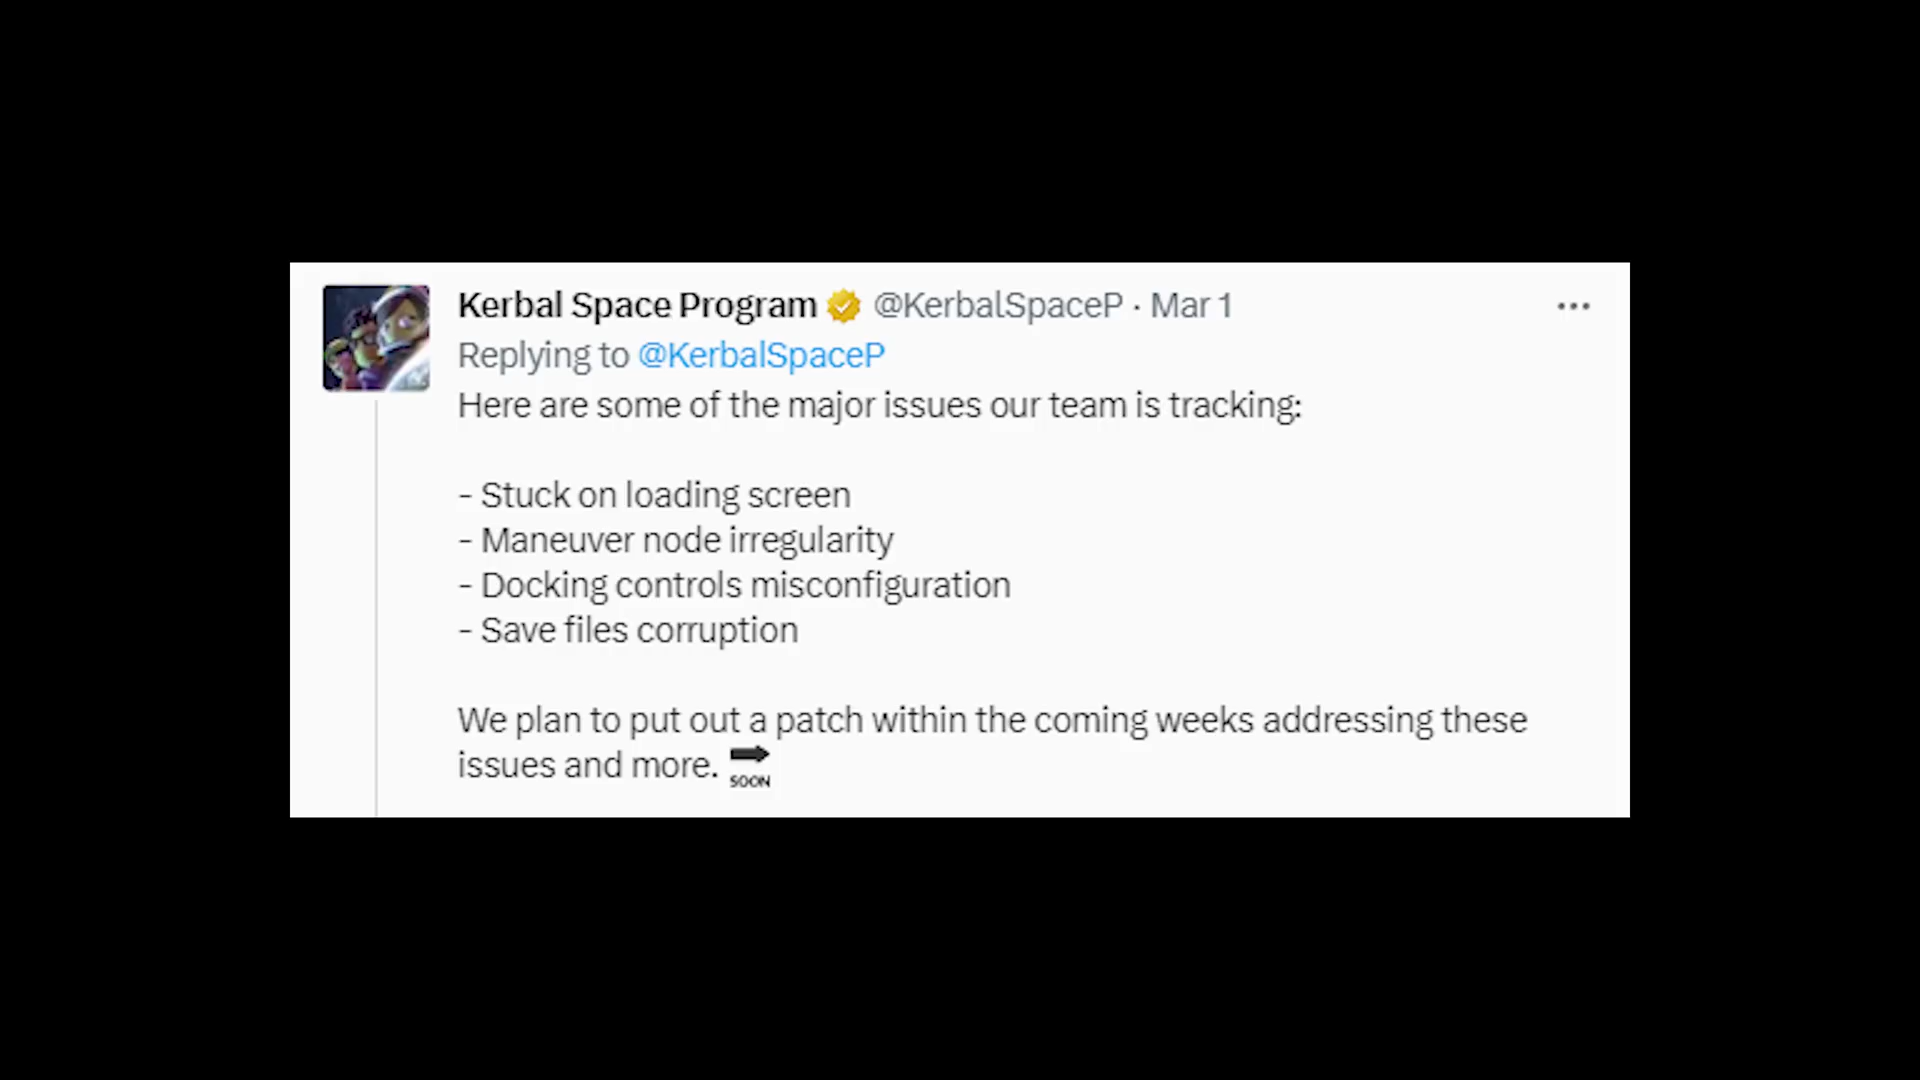 Kerbal Space Program @KerbalSpaceP · Mar 1
Replying to @KerbalSpaceP
Here are some of the major issues our team is tracking:
- Stuck on loading screen
- Maneuver node irregularity
- Docking controls misconfiguration
- Save files corruption
We plan to put out a patch within the coming weeks addressing these
issues and more.
SOON